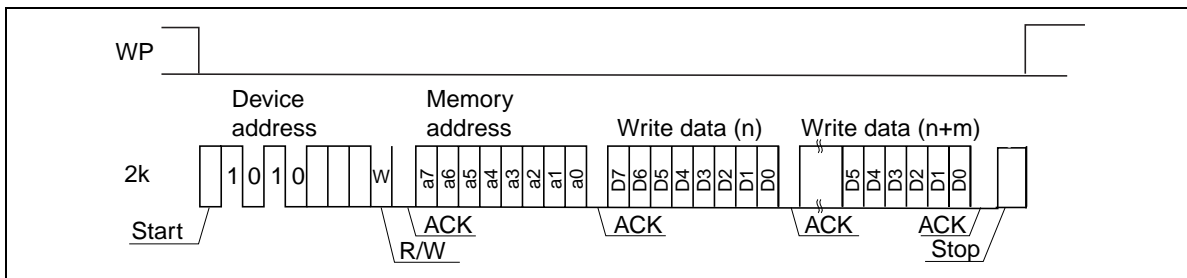 WP
Device address
Memory address
Write data (n)
Write data (n+m)
2k
1 0 1 0 W a7 a6 a5 a4 a3 a2 a1 a0 D7 D6 D5 D4 D3 D2 D1 D0 D5 D4 D3 D2 D1 D0
Start
R/W
ACK
ACK
ACK
ACK
Stop